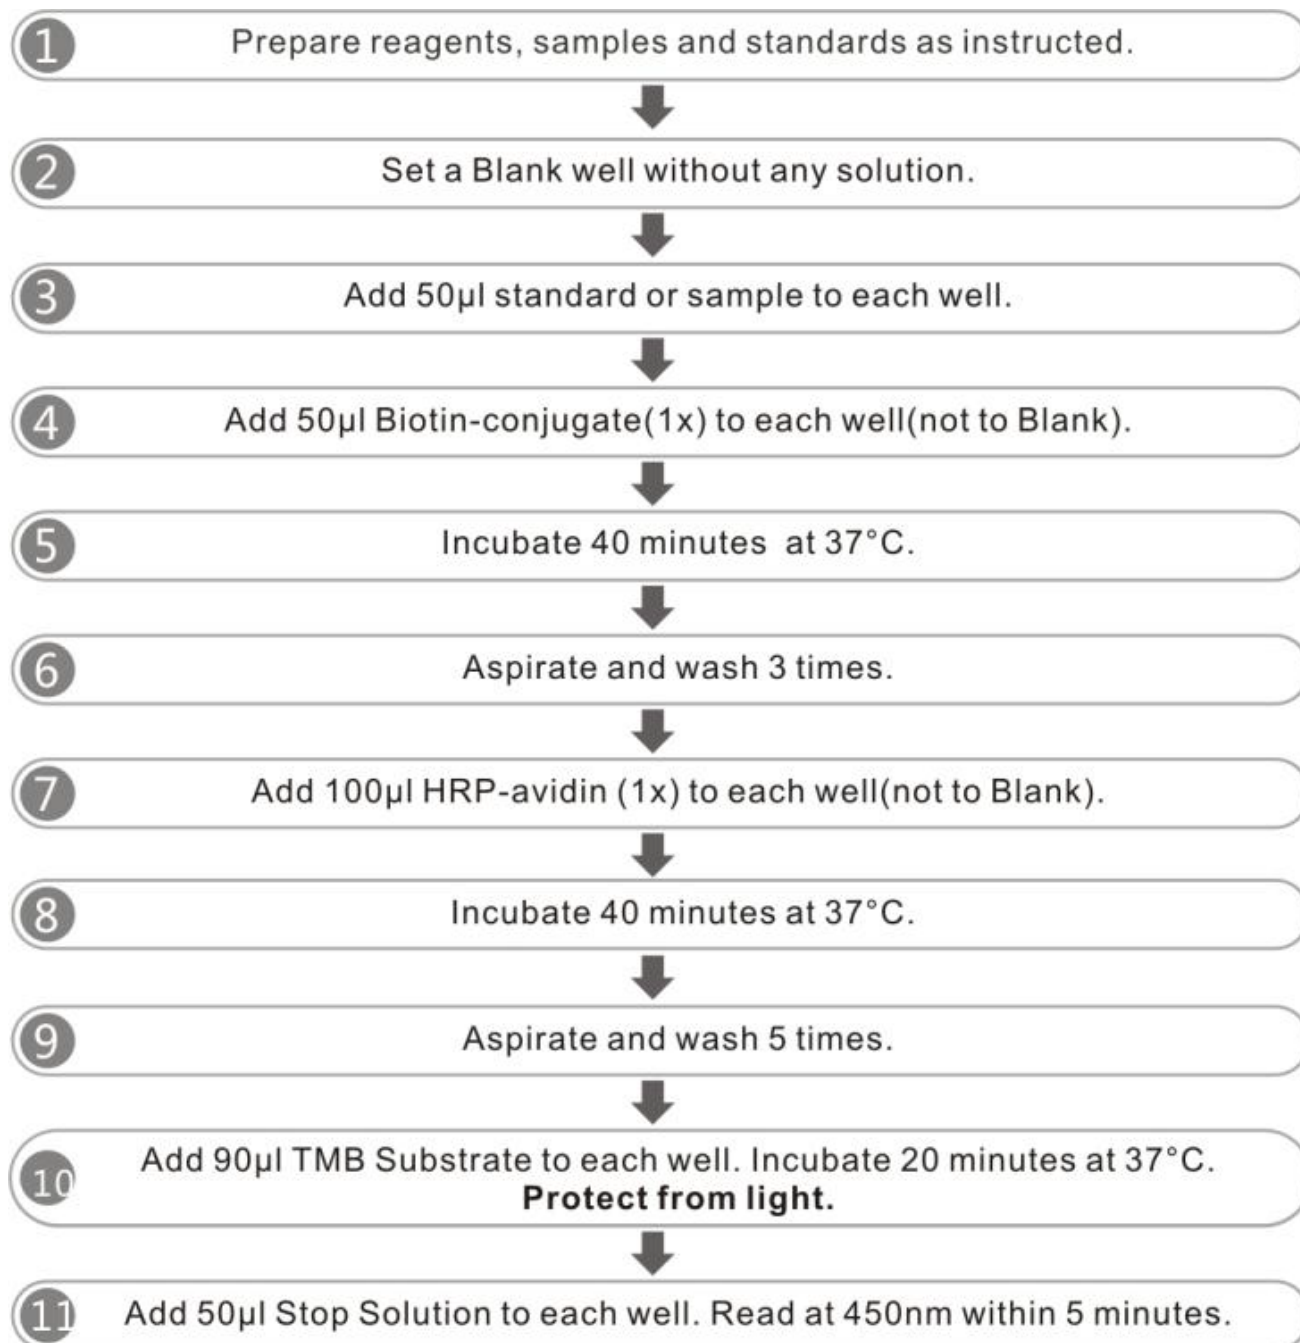 1 Prepare reagents, samples and standards as instructed.
2 Set a Blank well without any solution.
3 Add 50µl standard or sample to each well.
4 Add 50µl Biotin-conjugate(1x) to each well(not to Blank).
5 Incubate 40 minutes at 37°C.
6 Aspirate and wash 3 times.
7 Add 100µl HRP-avidin (1x) to each well(not to Blank).
8 Incubate 40 minutes at 37°C.
9 Aspirate and wash 5 times.
10 Add 90µl TMB Substrate to each well. Incubate 20 minutes at 37°C.
Protect from light.
11 Add 50µl Stop Solution to each well. Read at 450nm within 5 minutes.